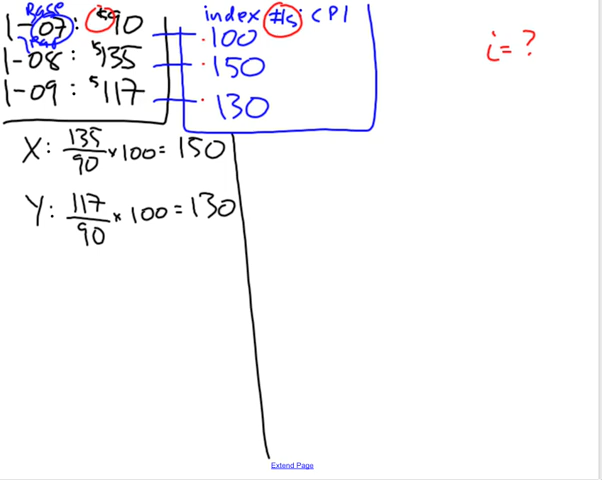 Base
1-07: $90
1-08: $135
1-09: $117
index #'s: CPI
100
150
130
i= ?
X: 135/90 × 100 = 150
Y: 117/90 × 100 = 130
Extend Page